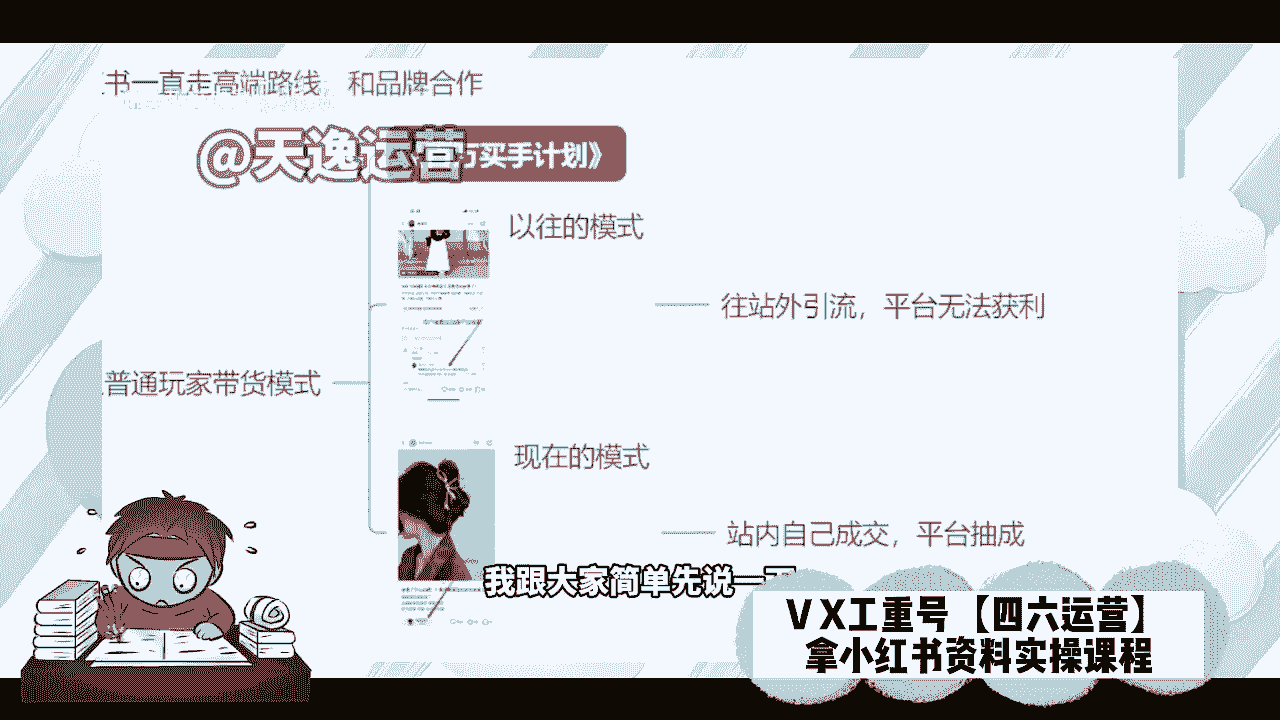 书一直走高端路线 和品牌合作
@天逸运营
买手计划》
以往的模式
往站外引流，平台无法获利
普通玩家带货模式
现在的模式
站内自己成交，平台抽成
我跟大家简单先说一下
VX工重号【四六运营】
拿小红书资料实操课程